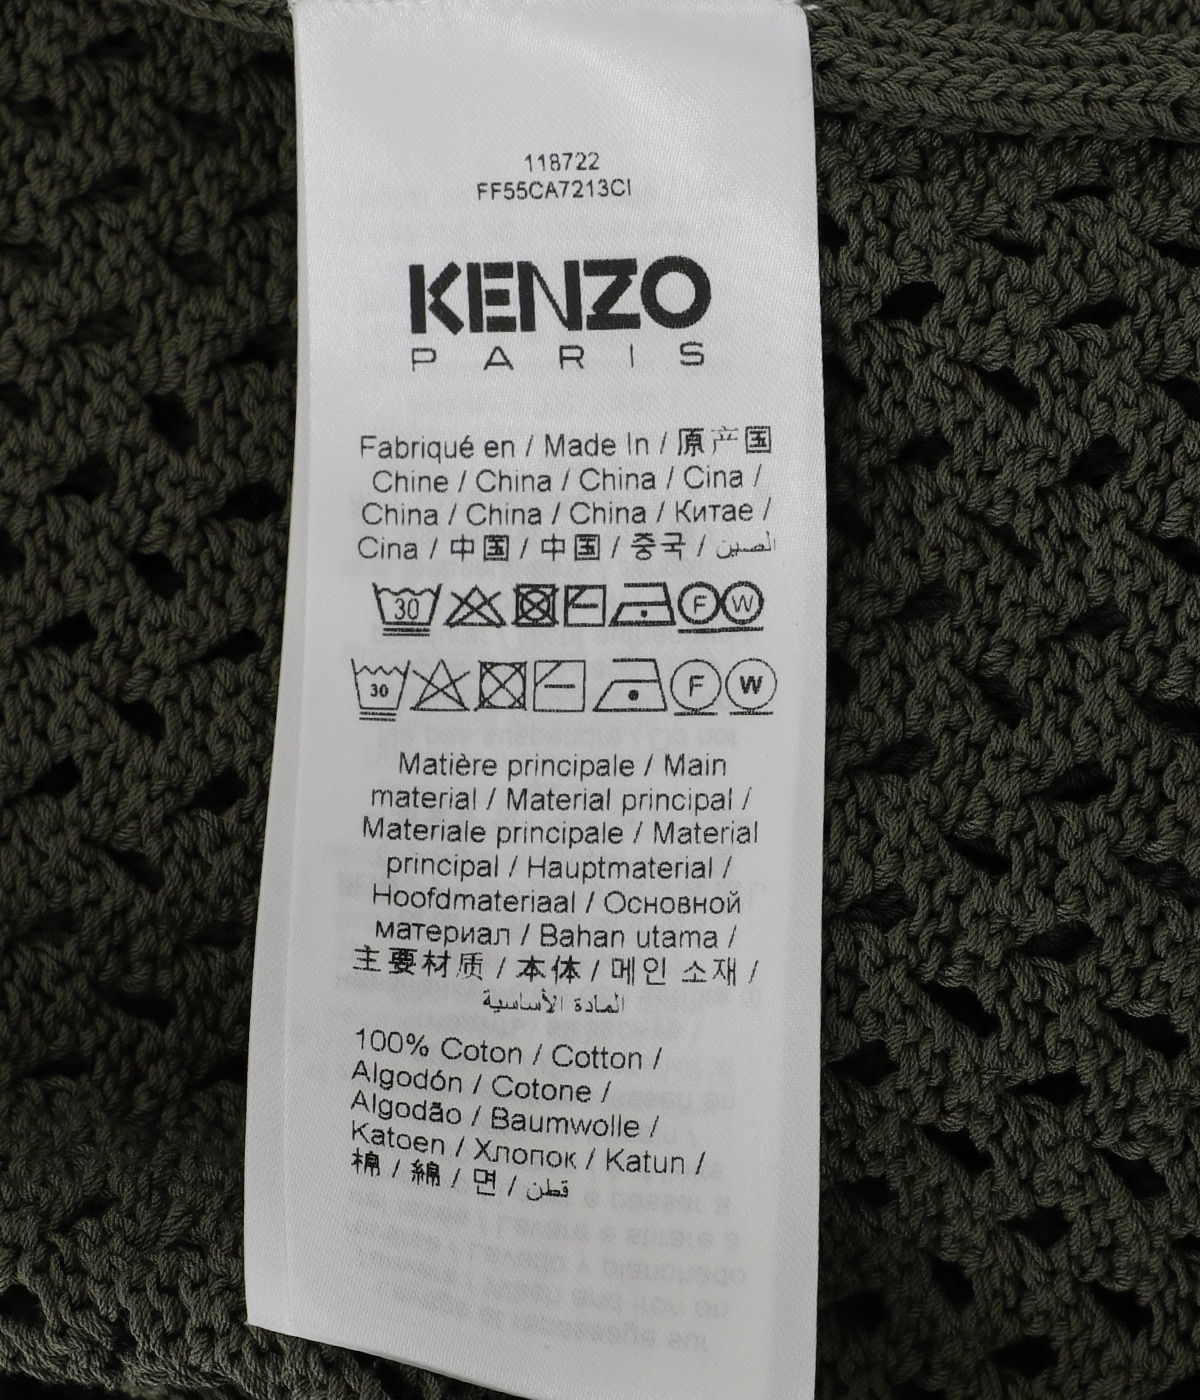 118722
FF55CA7213CI
KENZO
PARIS
Fabriqué en / Made In / 原产国
Chine / China / China / Cina /
China / China / China / Китае /
Cina / 中国 / 中国 / 중국 / الصين
30 F W
30 F W
Matière principale / Main
material / Material principal /
Materiale principale / Material
principal / Hauptmaterial /
Hoofdmateriaal / Основной
материал / Bahan utama /
主要材质 / 本体 / 메인 소재 /
المادة الأساسية
100% Coton / Cotton /
Algodón / Cotone /
Algodão / Baumwolle /
Katoen / Хлопок / Katun /
棉 / 綿 / 면 / قطن